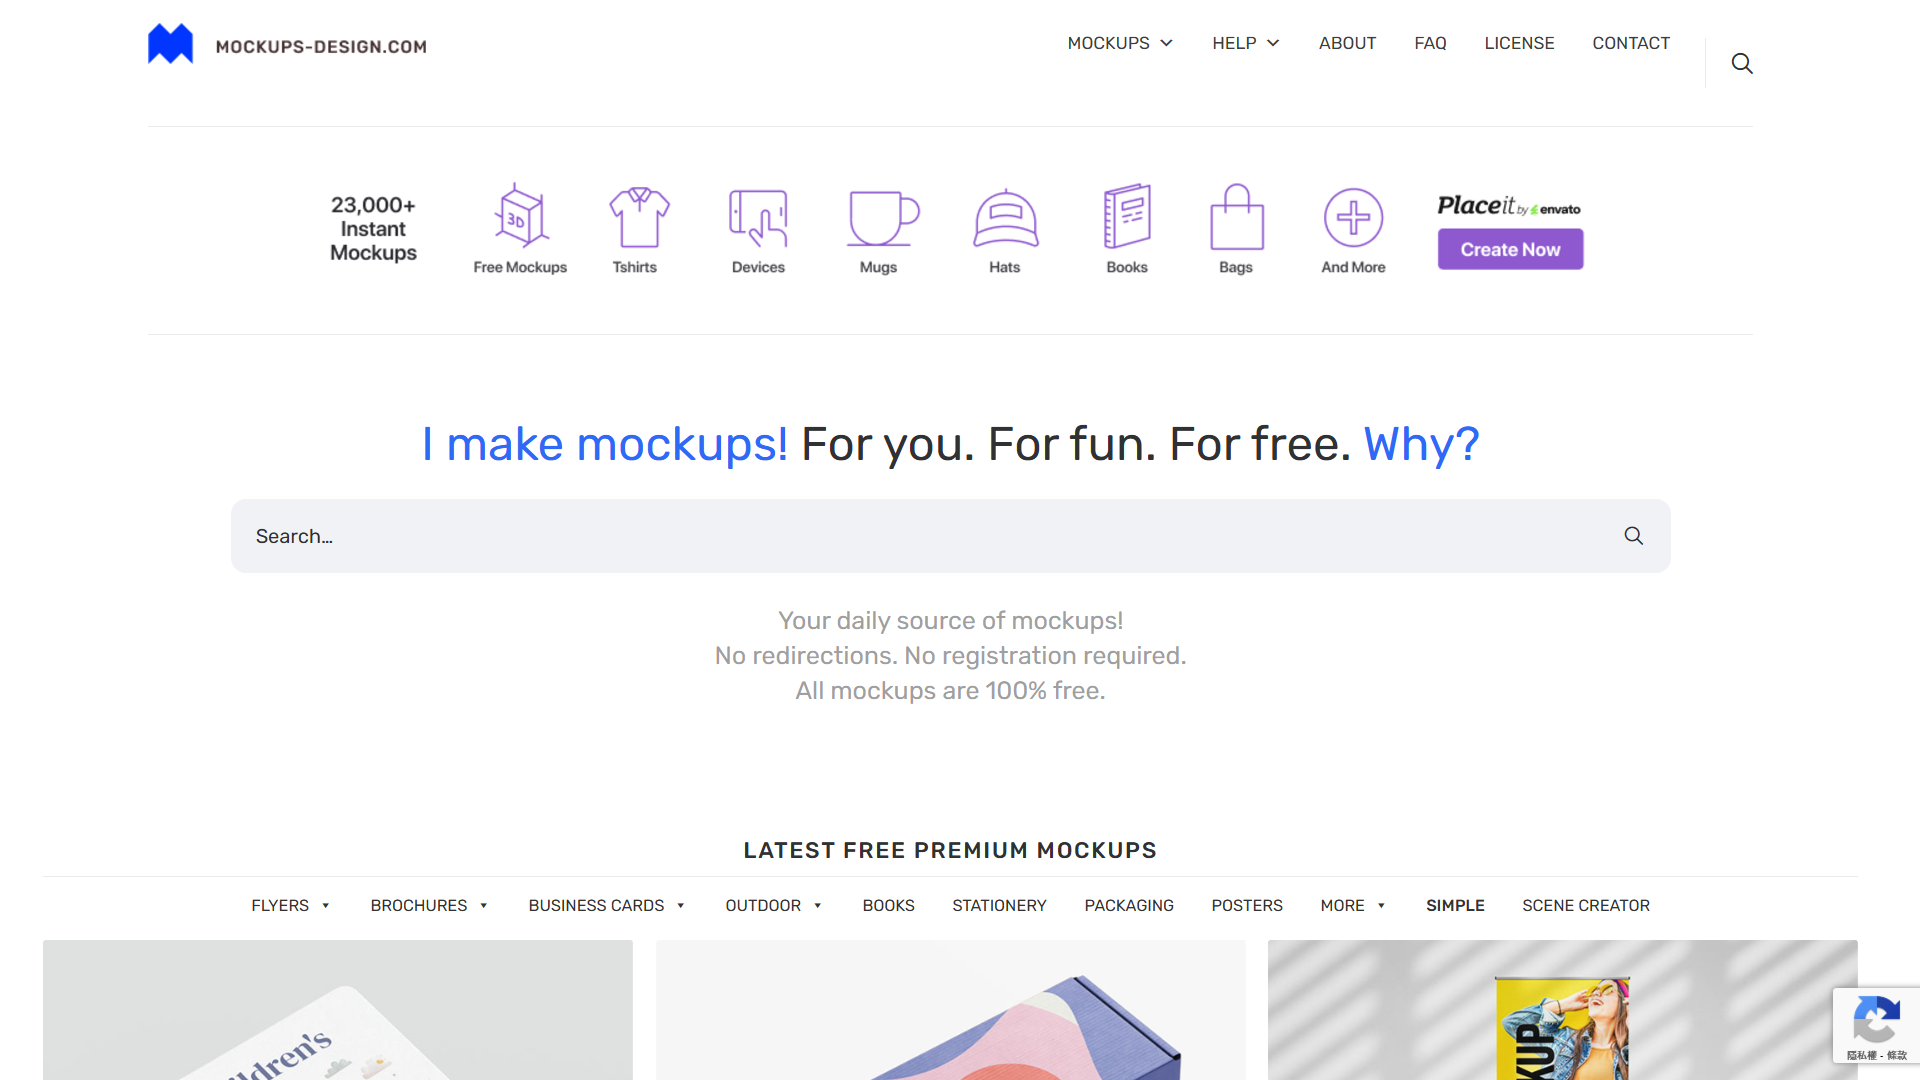 MOCKUPS-DESIGN.COM
MOCKUPS HELP ABOUT FAQ LICENSE CONTACT
23,000+
Instant
Mockups
3D
Free Mockups
Tshirts
Devices
Mugs
Hats
Books
Bags
And More
Placeit by envato
Create Now
I make mockups! For you. For fun. For free. Why?
Search...
Your daily source of mockups!
No redirections. No registration required.
All mockups are 100% free.
LATEST FREE PREMIUM MOCKUPS
FLYERS BROCHURES BUSINESS CARDS OUTDOOR BOOKS STATIONERY PACKAGING POSTERS MORE SIMPLE SCENE CREATOR
ildren's
KUP
隱私權 - 條款